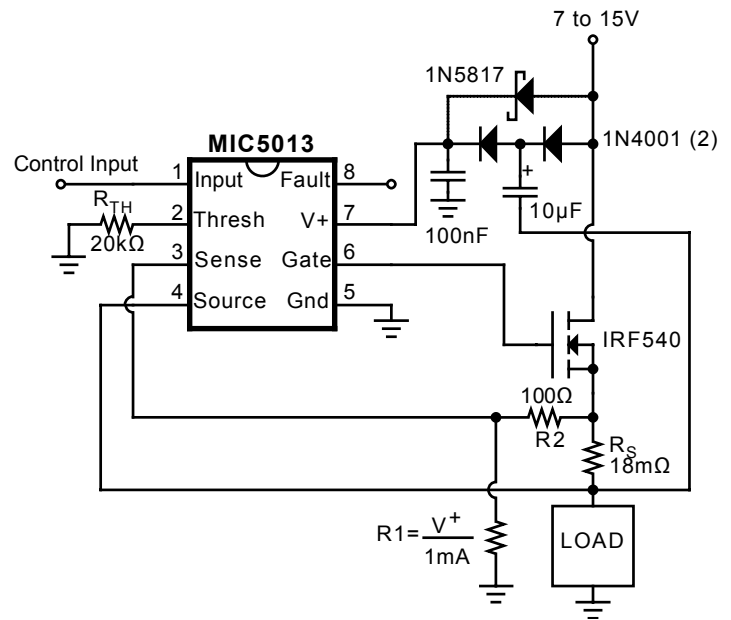 7 to 15V
1N5817
1N4001 (2)
MIC5013
Control Input
1
Input
Fault
8
RTH
20kΩ
2
Thresh
V+
7
100nF
+
10µF
3
Sense
Gate
6
4
Source
Gnd
5
IRF540
100Ω
R2
RS
18mΩ
R1= V+
1mA
LOAD